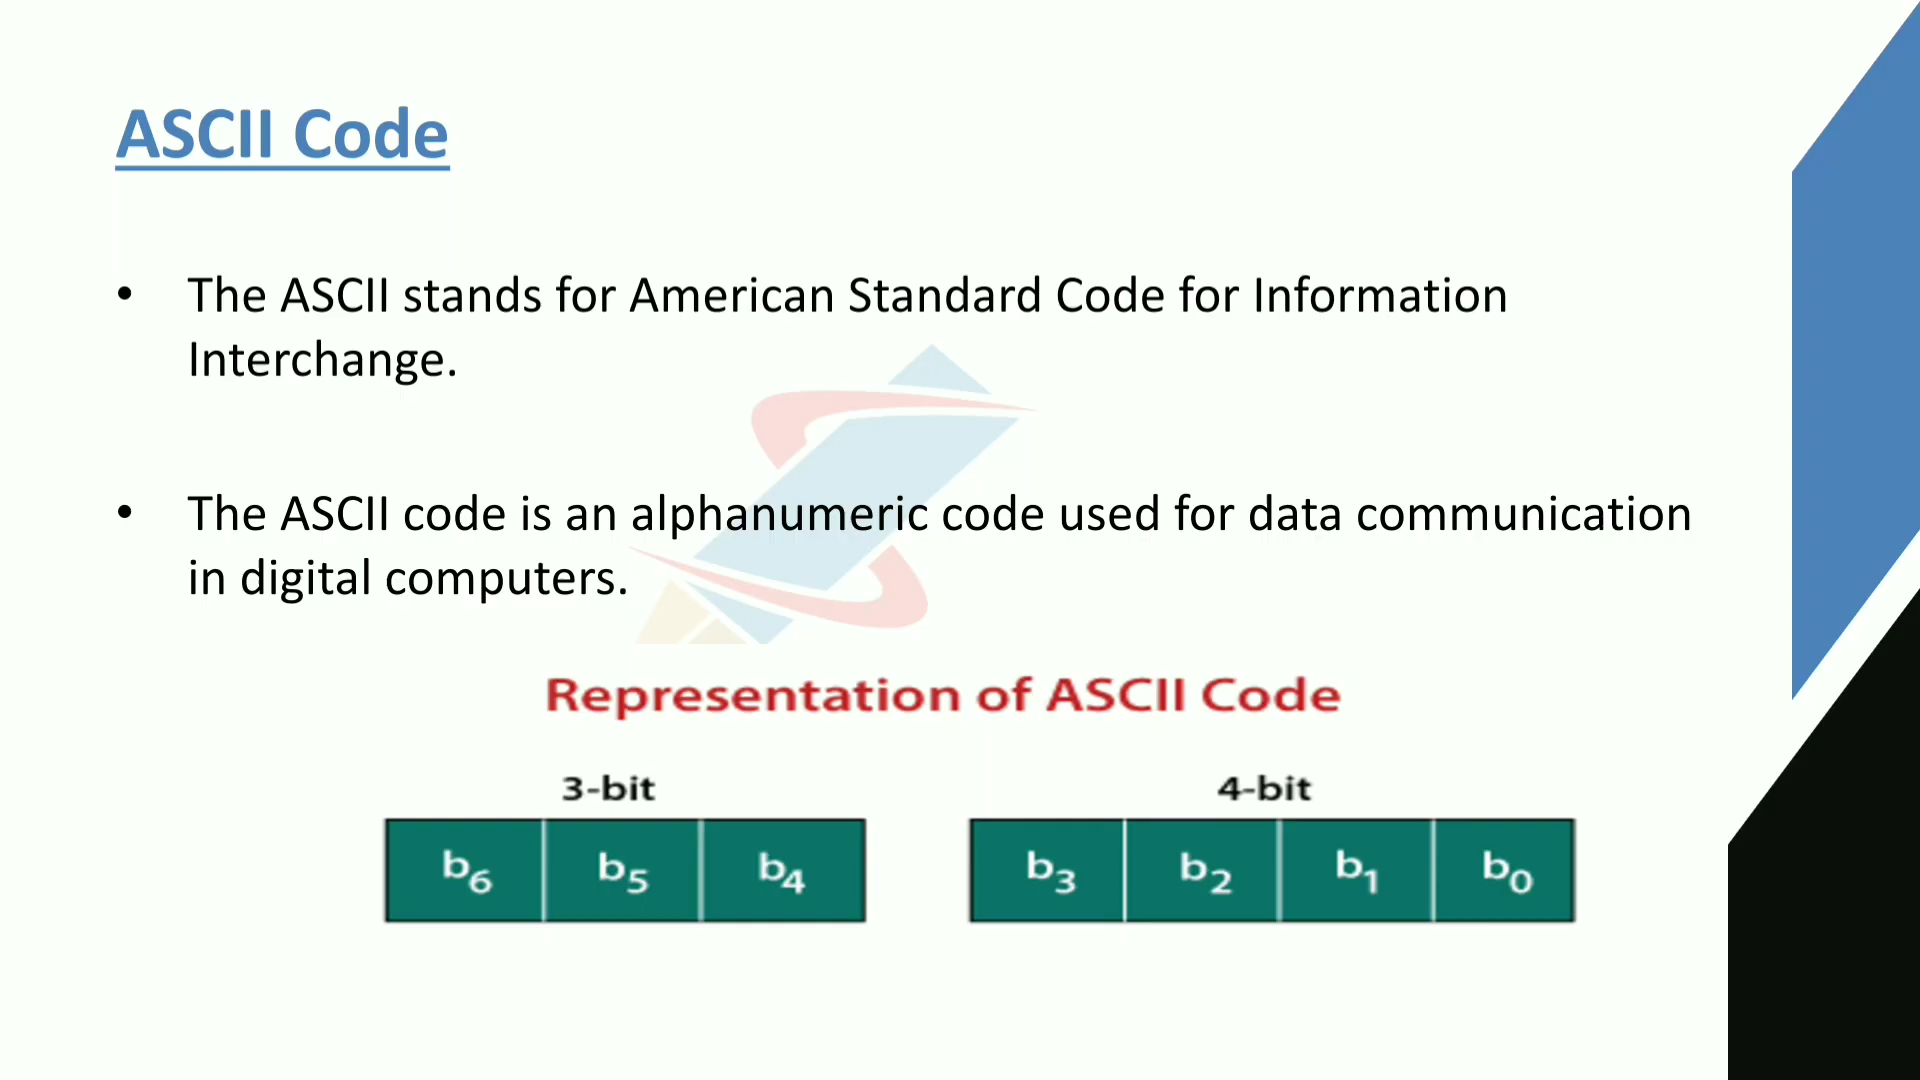 ASCII Code
• The ASCII stands for American Standard Code for Information
Interchange.
• The ASCII code is an alphanumeric code used for data communication
in digital computers.
Representation of ASCII Code
3-bit 4-bit
b6 b5 b4 b3 b2 b1 b0